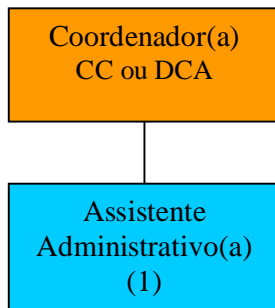 Coordenador(a)
CC ou DCA
Assistente
Administrativo(a)
(1)